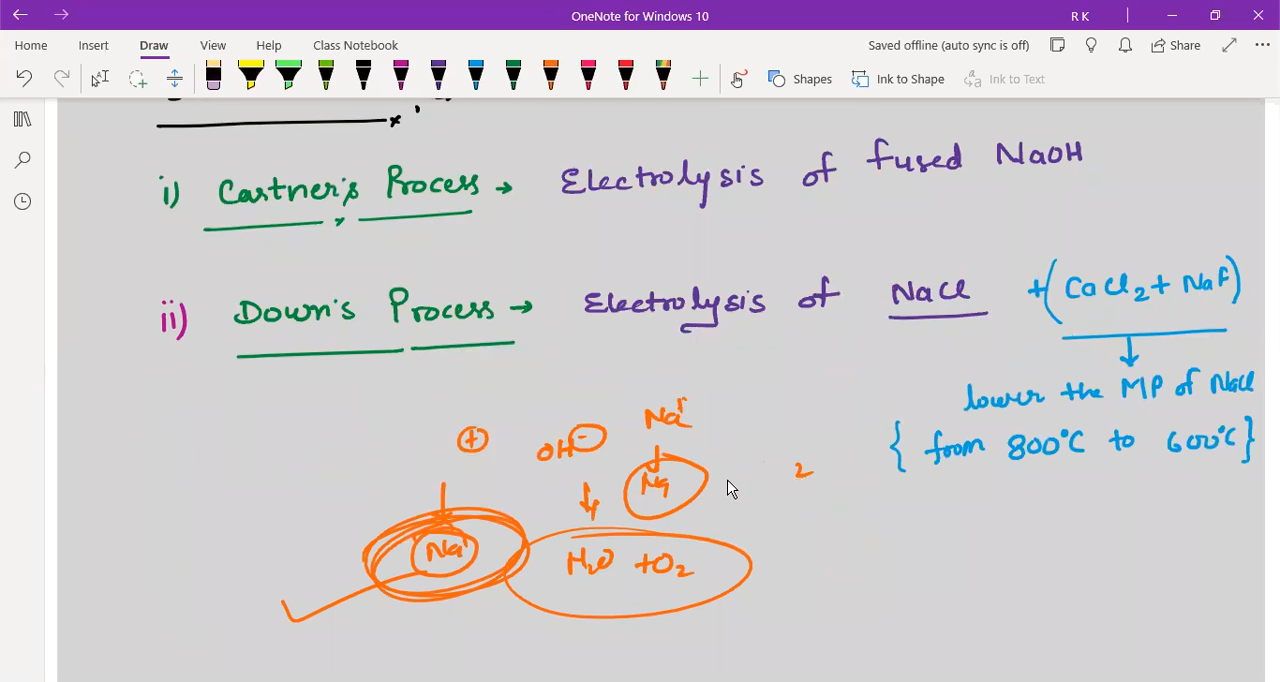 OneNote for Windows 10
R K
Home Insert Draw View Help Class Notebook
Saved offline (auto sync is off) Share
Shapes Ink to Shape Ink to Text
i) Castner's Process → Electrolysis of fused NaOH
ii) Down's Process → Electrolysis of NaCl + (CaCl2 + NaF)
↓
lower the MP of NaCl
{ from 800°C to 600°C }
+ OH⁻ Na⁺
↓ ↓ ↓
Na 2
Na H2O + O2